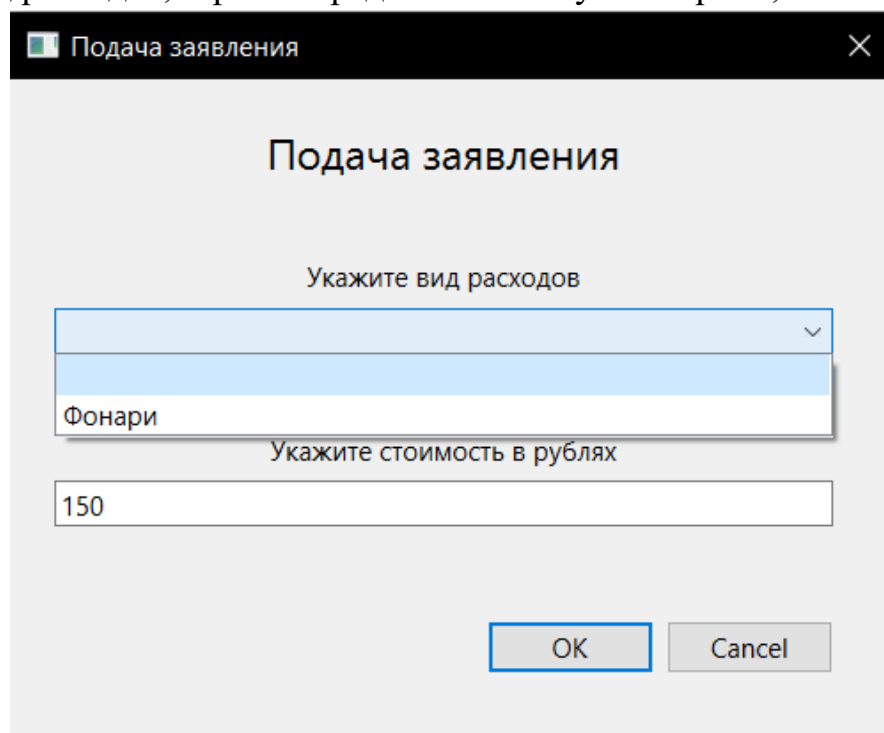 Подача заявления
Подача заявления
Укажите вид расходов
Фонари
Укажите стоимость в рублях
150
OK
Cancel